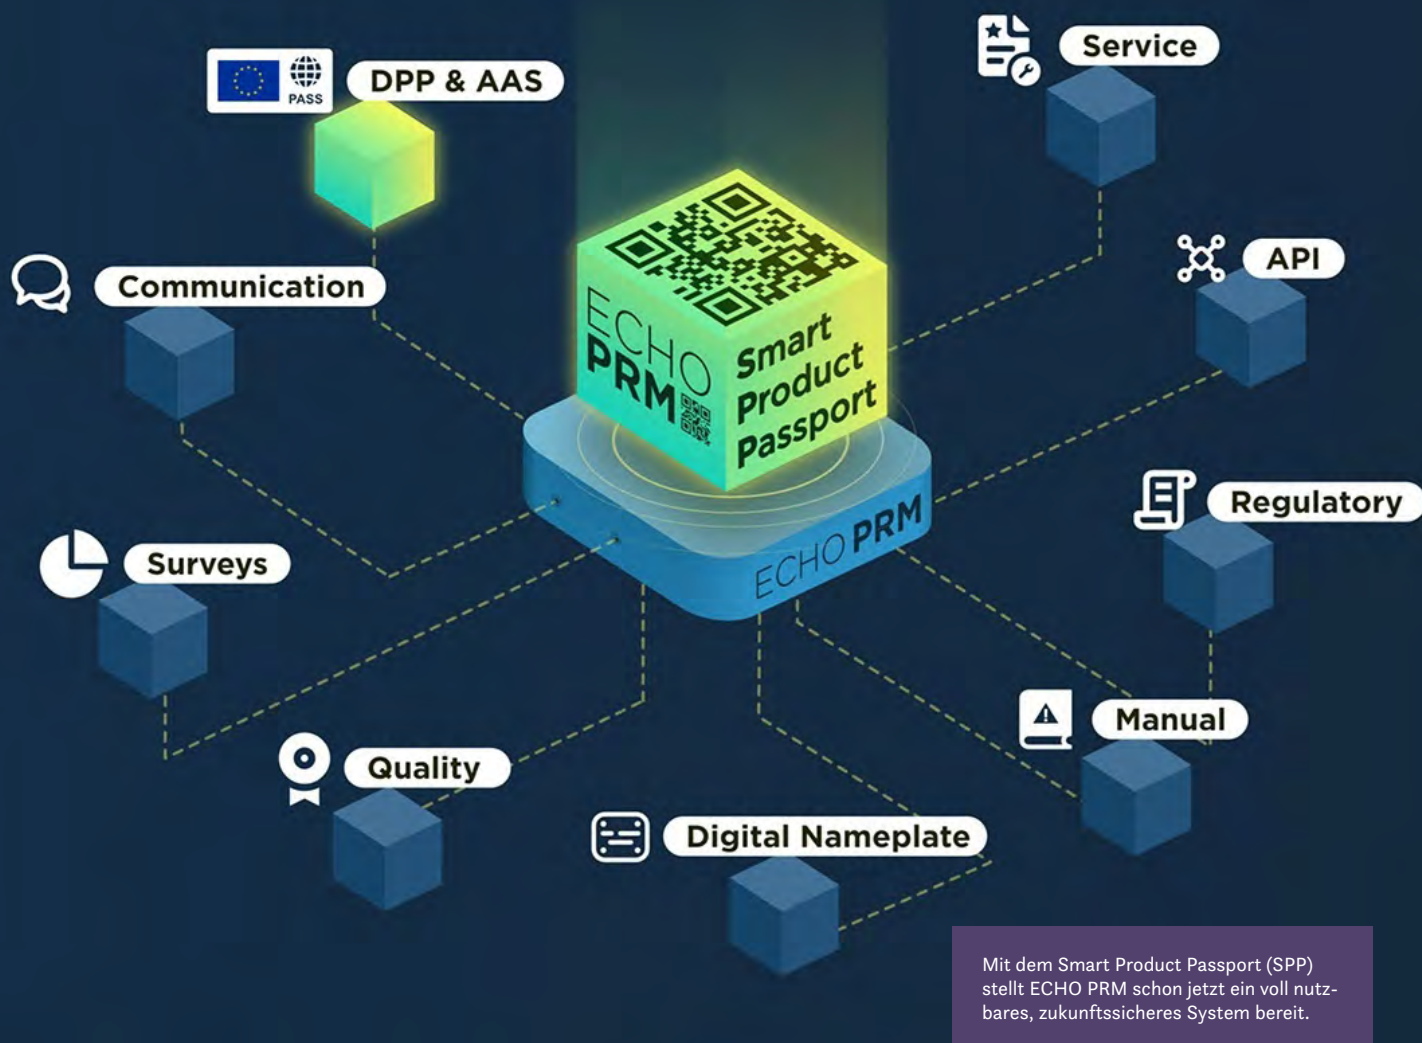 Service
PASS
DPP & AAS
API
Communication
ECHO
PRM
Smart
Product
Passport
Regulatory
ECHO PRM
Surveys
Manual
Quality
Digital Nameplate
Mit dem Smart Product Passport (SPP)
stellt ECHO PRM schon jetzt ein voll nutz-
bares, zukunftssicheres System bereit.